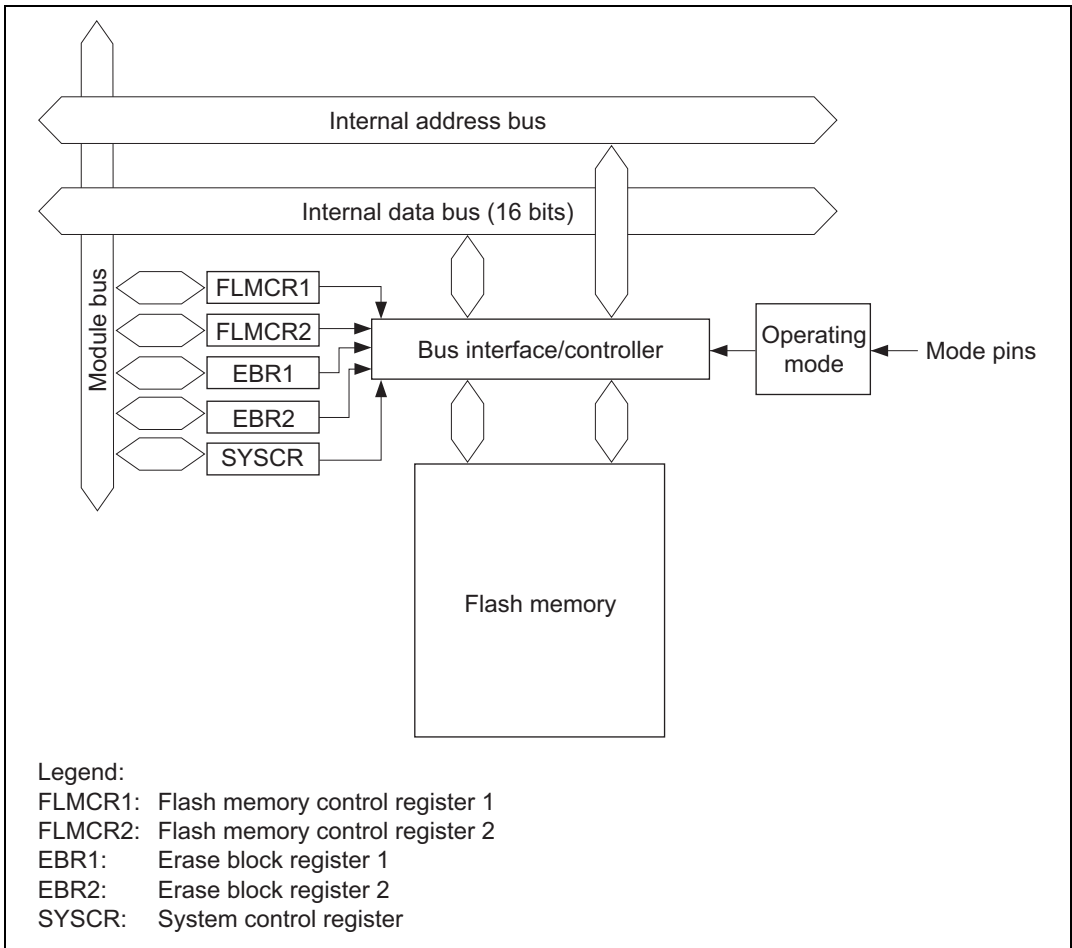 Internal address bus
Internal data bus (16 bits)
Module bus
FLMCR1
FLMCR2
EBR1
EBR2
SYSCR
Bus interface/controller
Operating
mode
Mode pins
Flash memory
Legend:
FLMCR1: Flash memory control register 1
FLMCR2: Flash memory control register 2
EBR1: Erase block register 1
EBR2: Erase block register 2
SYSCR: System control register